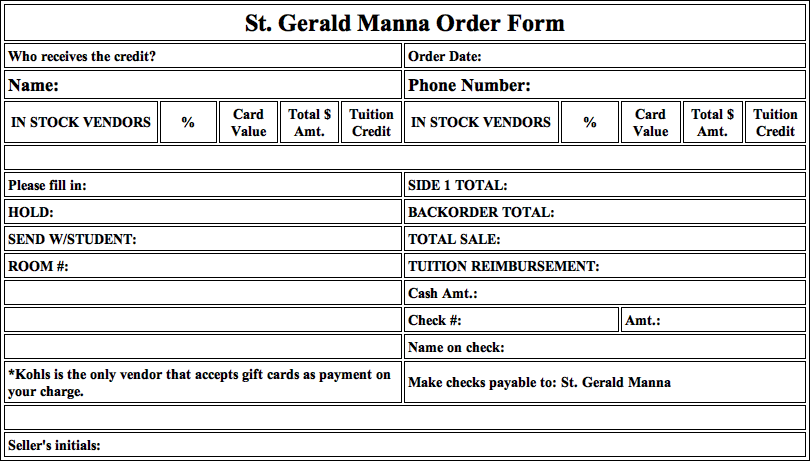 St. Gerald Manna Order Form
Who receives the credit? Order Date:
Name: Phone Number:
IN STOCK VENDORS % Card Value Total $ Amt. Tuition Credit IN STOCK VENDORS % Card Value Total $ Amt. Tuition Credit
Please fill in: SIDE 1 TOTAL:
HOLD: BACKORDER TOTAL:
SEND W/STUDENT: TOTAL SALE:
ROOM #: TUITION REIMBURSEMENT:
Cash Amt.:
Check #: Amt.:
Name on check:
*Kohls is the only vendor that accepts gift cards as payment on
your charge.
Make checks payable to: St. Gerald Manna
Seller's initials: